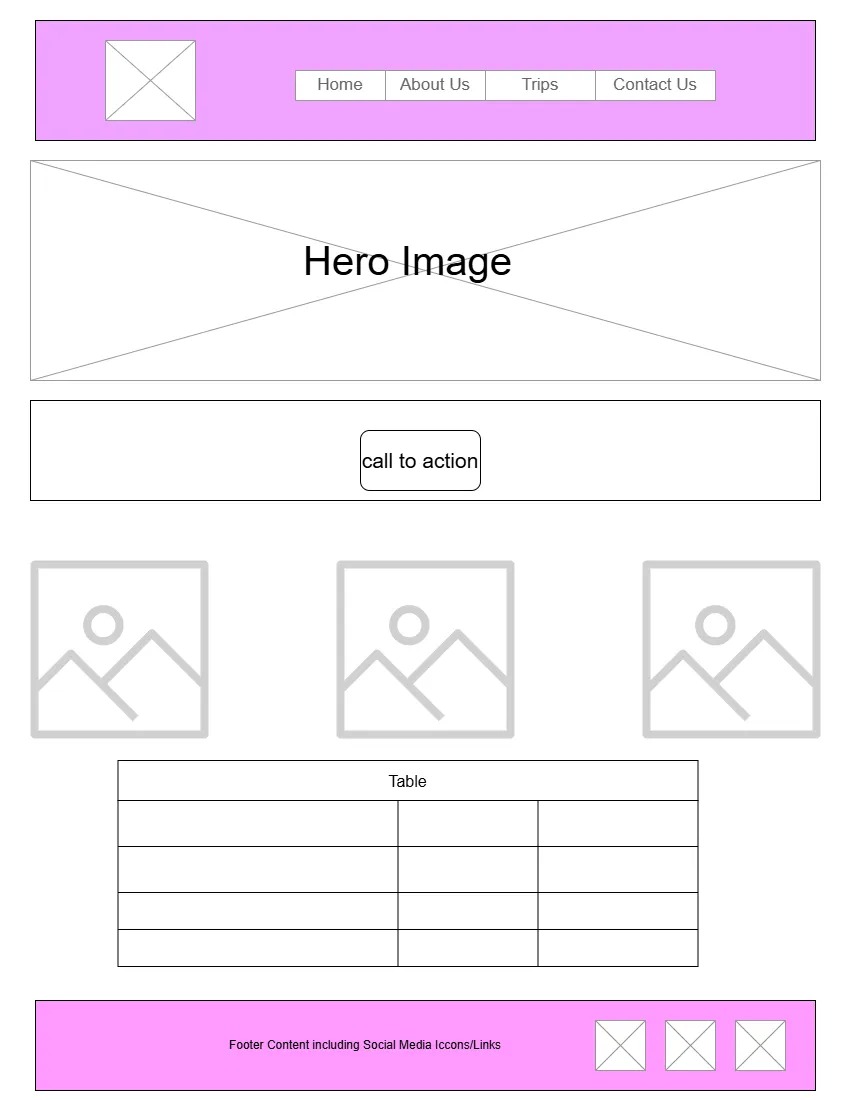 Home
About Us
Trips
Contact Us
Hero Image
call to action
Table
Footer Content including Social Media Iccons/Links